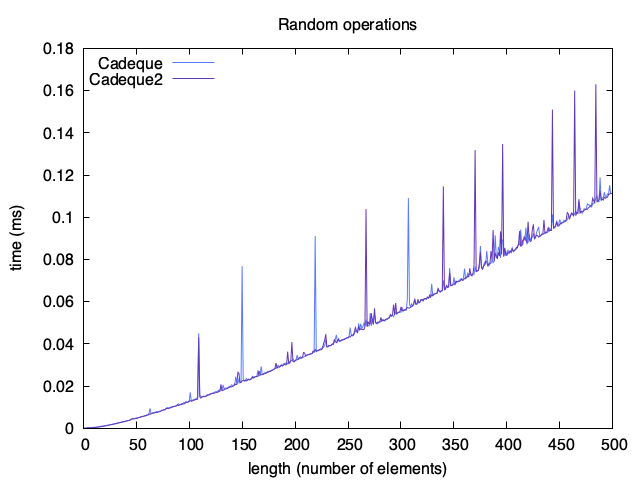 Random operations
Cadeque
Cadeque2
0.18
0.16
0.14
0.12
0.1
0.08
0.06
0.04
0.02
0
time (ms)
0 50 100 150 200 250 300 350 400 450 500
length (number of elements)